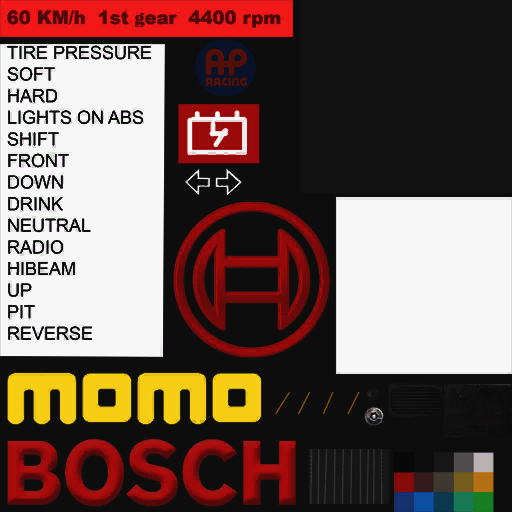 60 KM/h 1st gear 4400 rpm
TIRE PRESSURE
SOFT
HARD
LIGHTS ON ABS
SHIFT
FRONT
DOWN
DRINK
NEUTRAL
RADIO
HIBEAM
UP
PIT
REVERSE
AP
RACING
momo
BOSCH